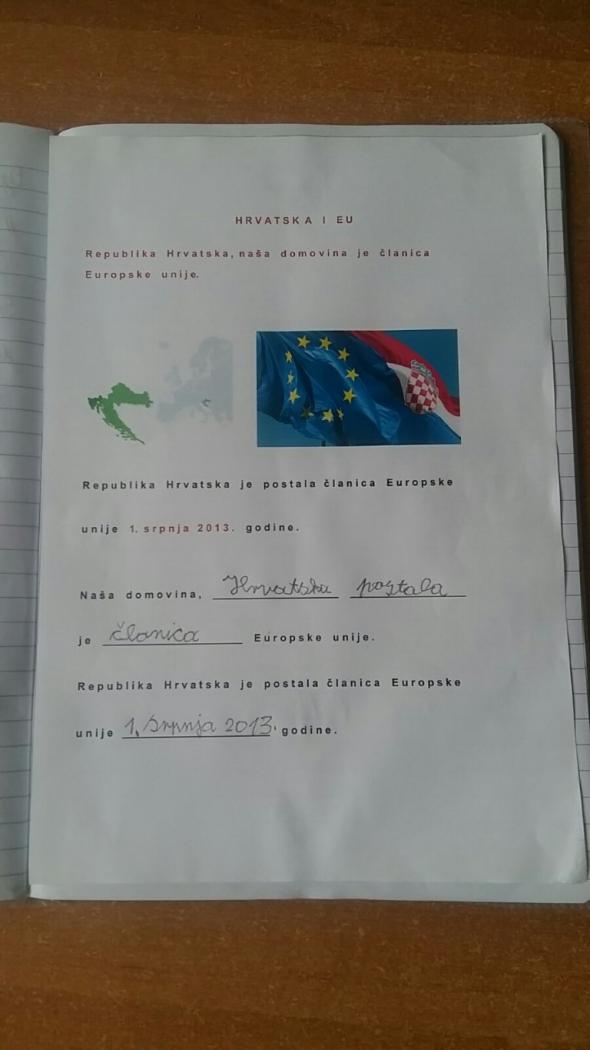 HRVATSKA I EU
Republika Hrvatska, naša domovina je članica
Europske unije.
Republika Hrvatska je postala članica Europske
unije 1. srpnja 2013. godine.
Naša domovina, Hrvatska postala
je članica Europske unije.
Republika Hrvatska je postala članica Europske
unije 1. srpnja 2013. godine.